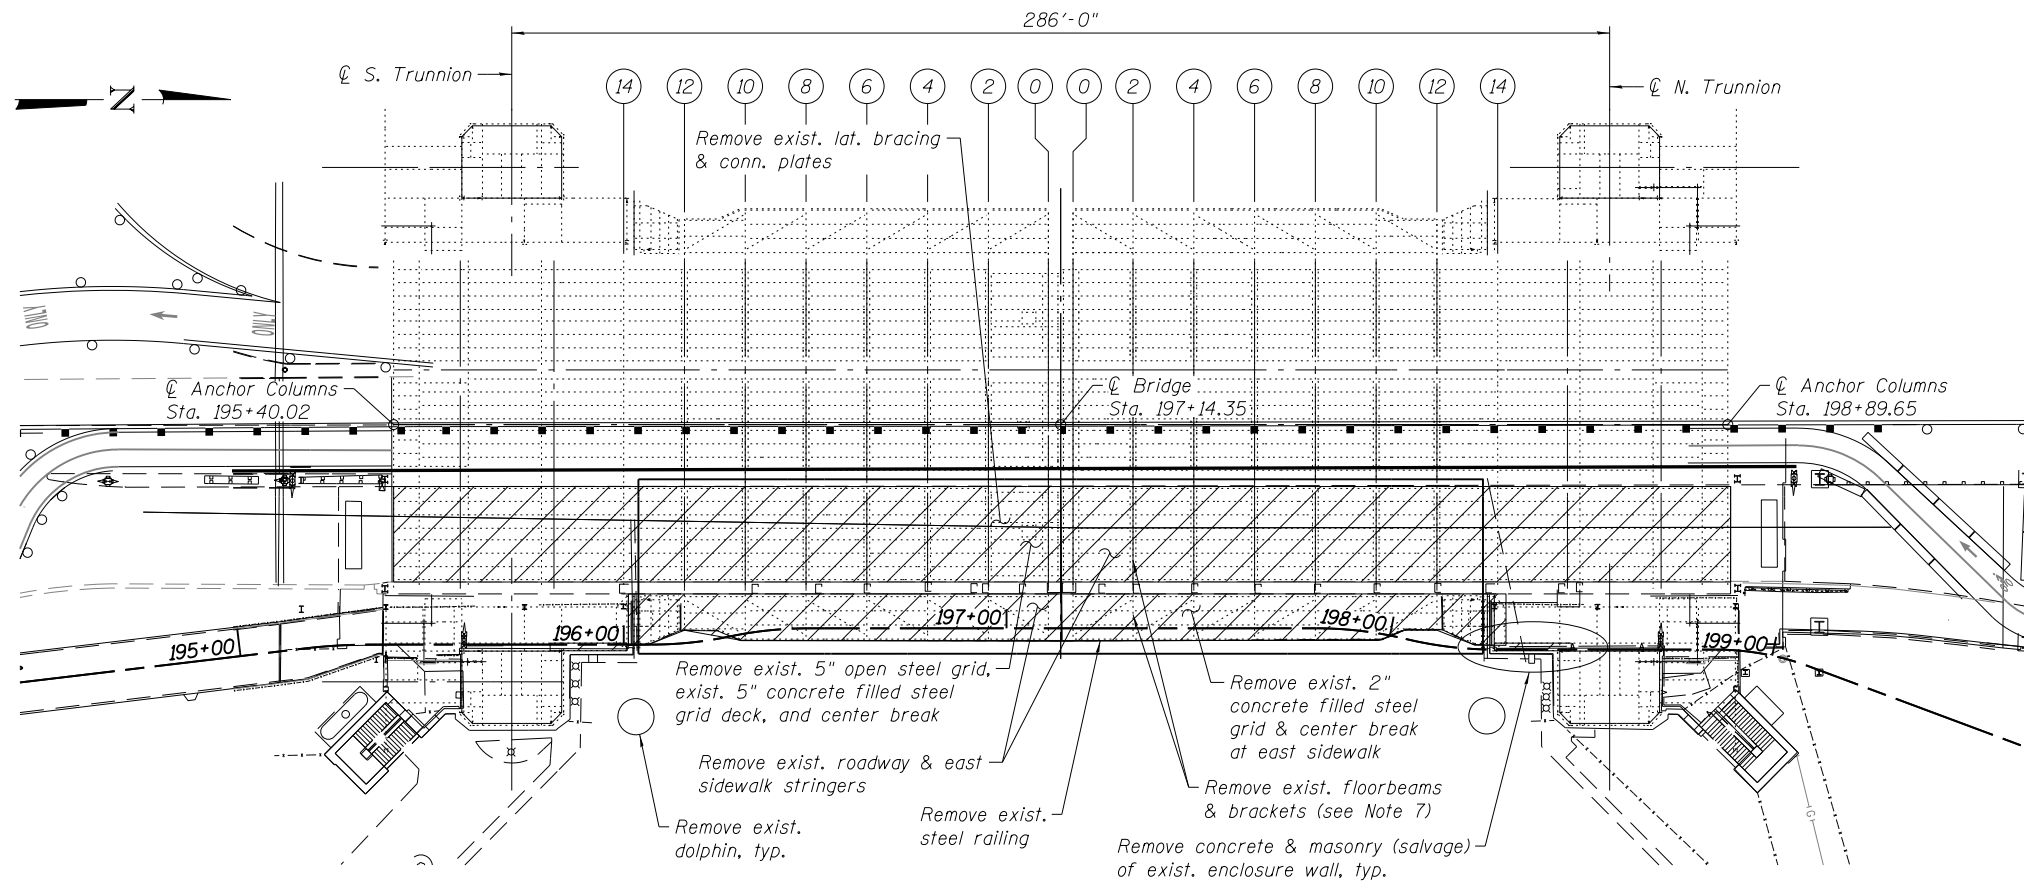 286'-0"
℄ S. Trunnion
℄ N. Trunnion
N
14 12 10 8 6 4 2 0 0 2 4 6 8 10 12 14
Remove exist. lat. bracing
& conn. plates
ONLY
ONLY
℄ Anchor Columns
Sta. 195+40.02
℄ Bridge
Sta. 197+14.35
℄ Anchor Columns
Sta. 198+89.65
195+00
196+00
197+00
198+00
199+00
Remove exist. 5" open steel grid,
exist. 5" concrete filled steel
grid deck, and center break
Remove exist. 2"
concrete filled steel
grid & center break
at east sidewalk
Remove exist. roadway & east
sidewalk stringers
Remove exist. floorbeams
& brackets (see Note 7)
Remove exist.
steel railing
Remove exist.
dolphin, typ.
Remove concrete & masonry (salvage)
of exist. enclosure wall, typ.
G